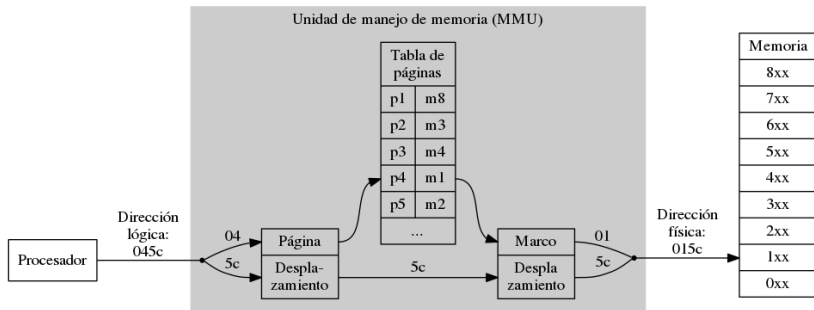 Unidad de manejo de memoria (MMU)
Tabla de
páginas
p1 m8
p2 m3
p3 m4
p4 m1
p5 m2
...
Procesador
Dirección
lógica:
045c
04
5c
Página
Despla-
zamiento
5c
Marco
Despla
zamiento
01
5c
Dirección
física:
015c
Memoria
8xx
7xx
6xx
5xx
4xx
3xx
2xx
1xx
0xx